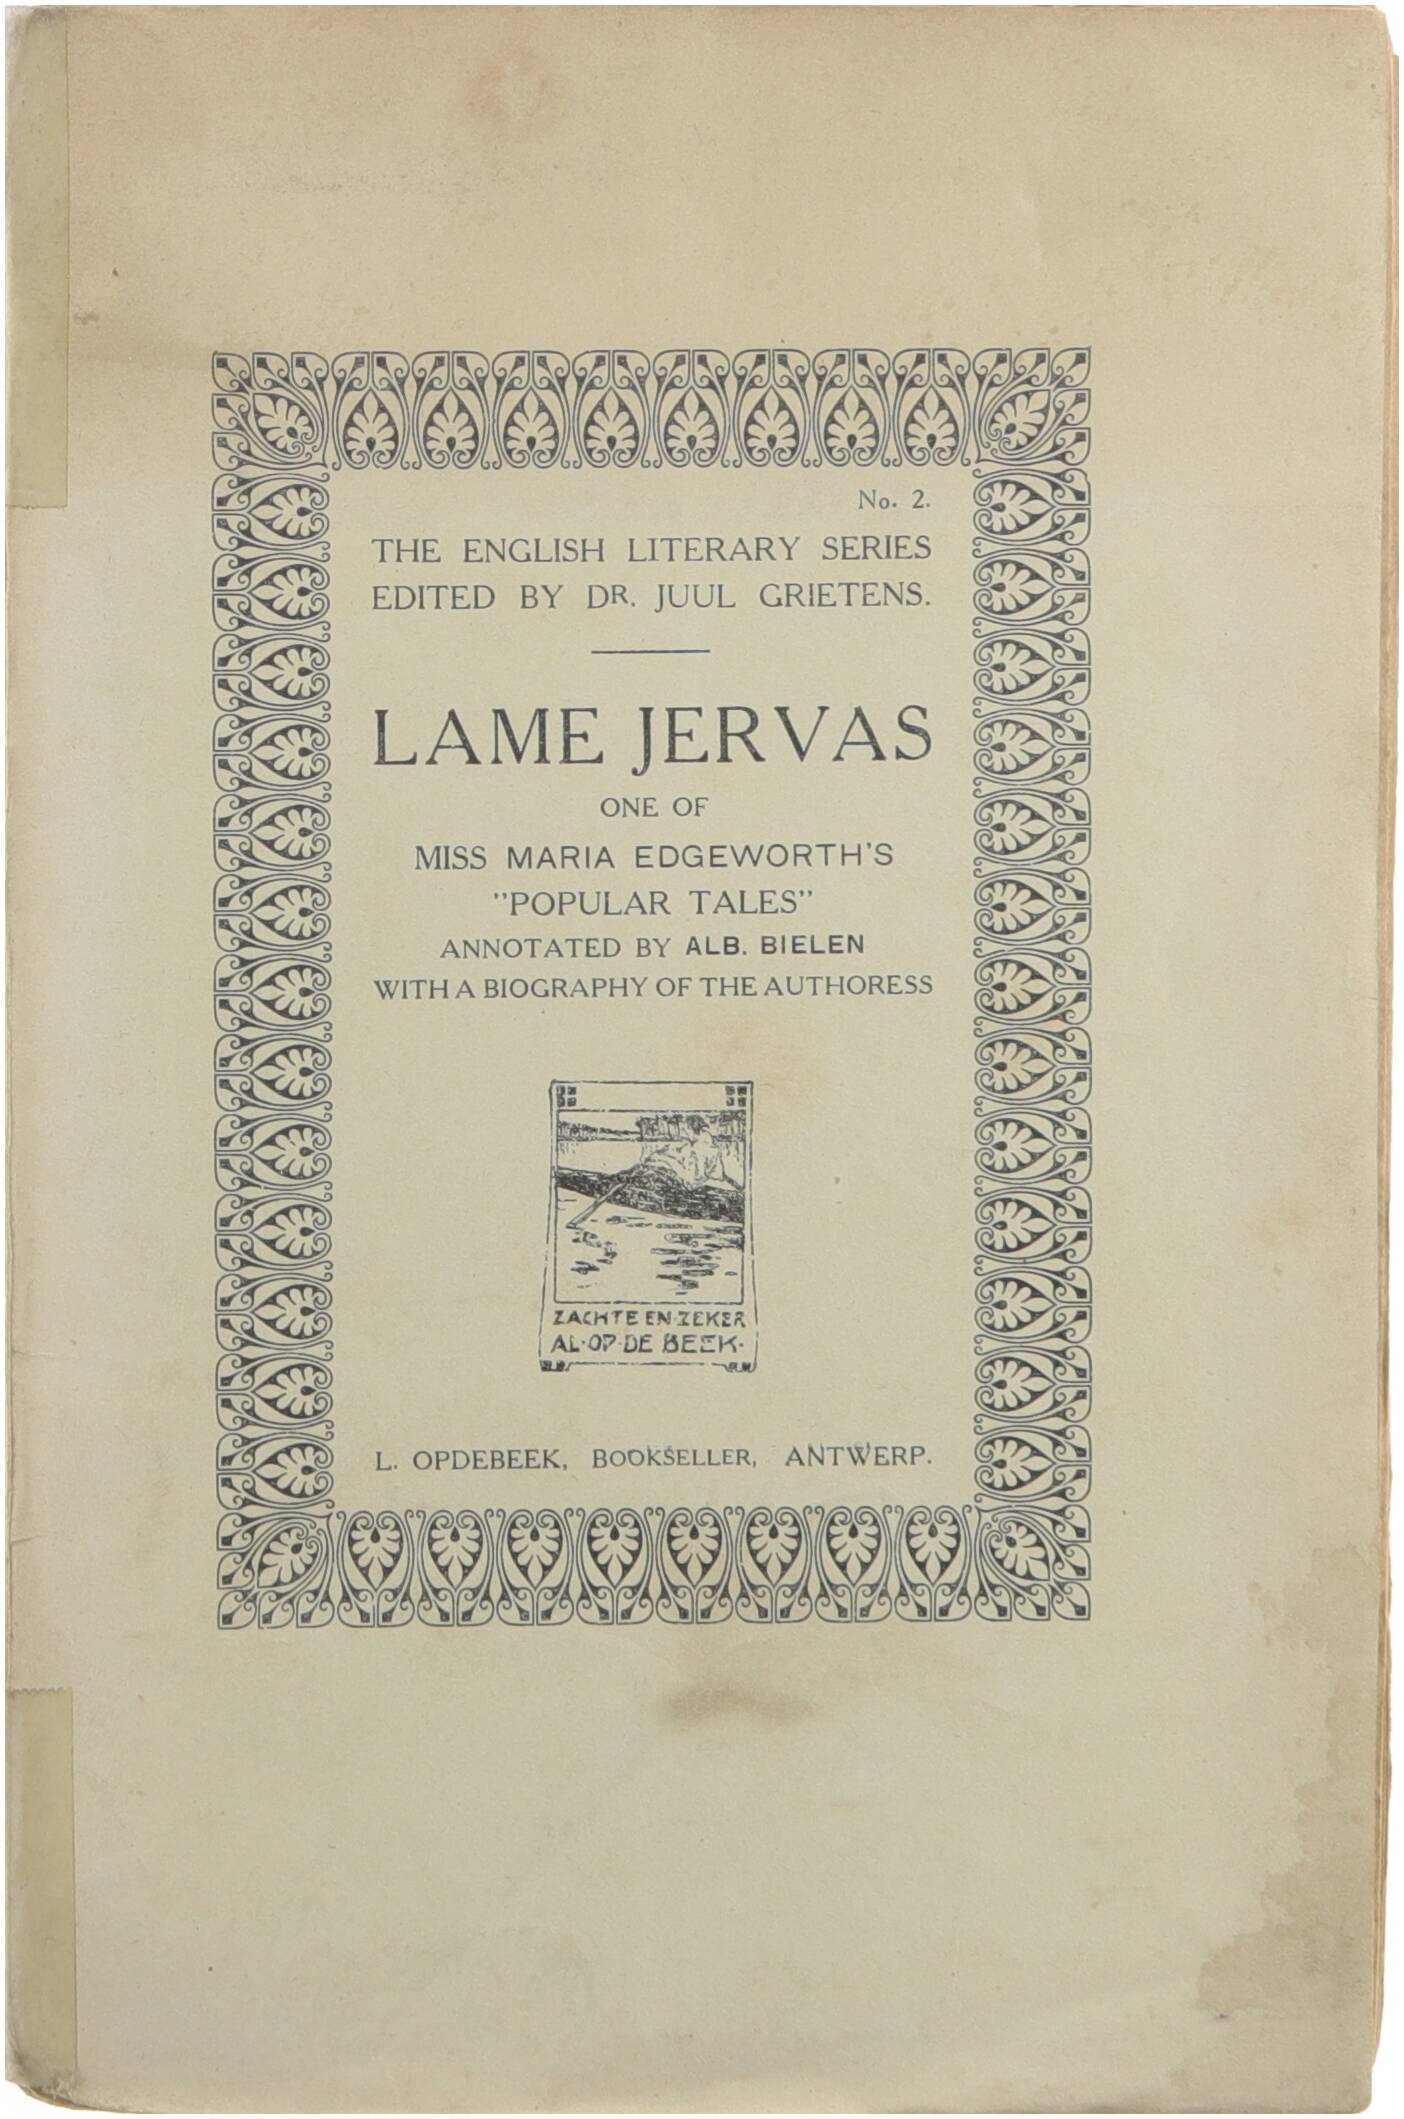 No. 2.
THE ENGLISH LITERARY SERIES
EDITED BY DR. JUUL GRIETENS.
LAME JERVAS
ONE OF
MISS MARIA EDGEWORTH'S
"POPULAR TALES"
ANNOTATED BY ALB. BIELEN
WITH A BIOGRAPHY OF THE AUTHORESS
ZACHTE EN ZEKER
AL·OP·DE BEEK·
L. OPDEBEEK, BOOKSELLER, ANTWERP.